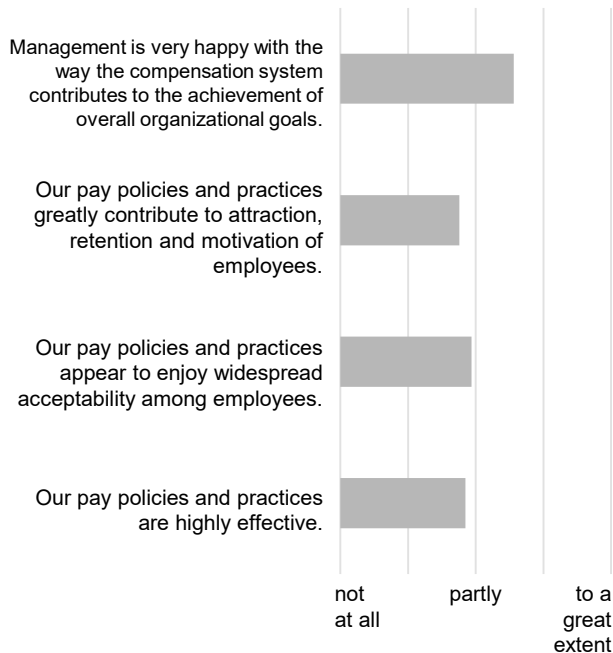 Management is very happy with the
way the compensation system
contributes to the achievement of
overall organizational goals.
Our pay policies and practices
greatly contribute to attraction,
retention and motivation of
employees.
Our pay policies and practices
appear to enjoy widespread
acceptability among employees.
Our pay policies and practices
are highly effective.
not
at all
partly
to a
great
extent